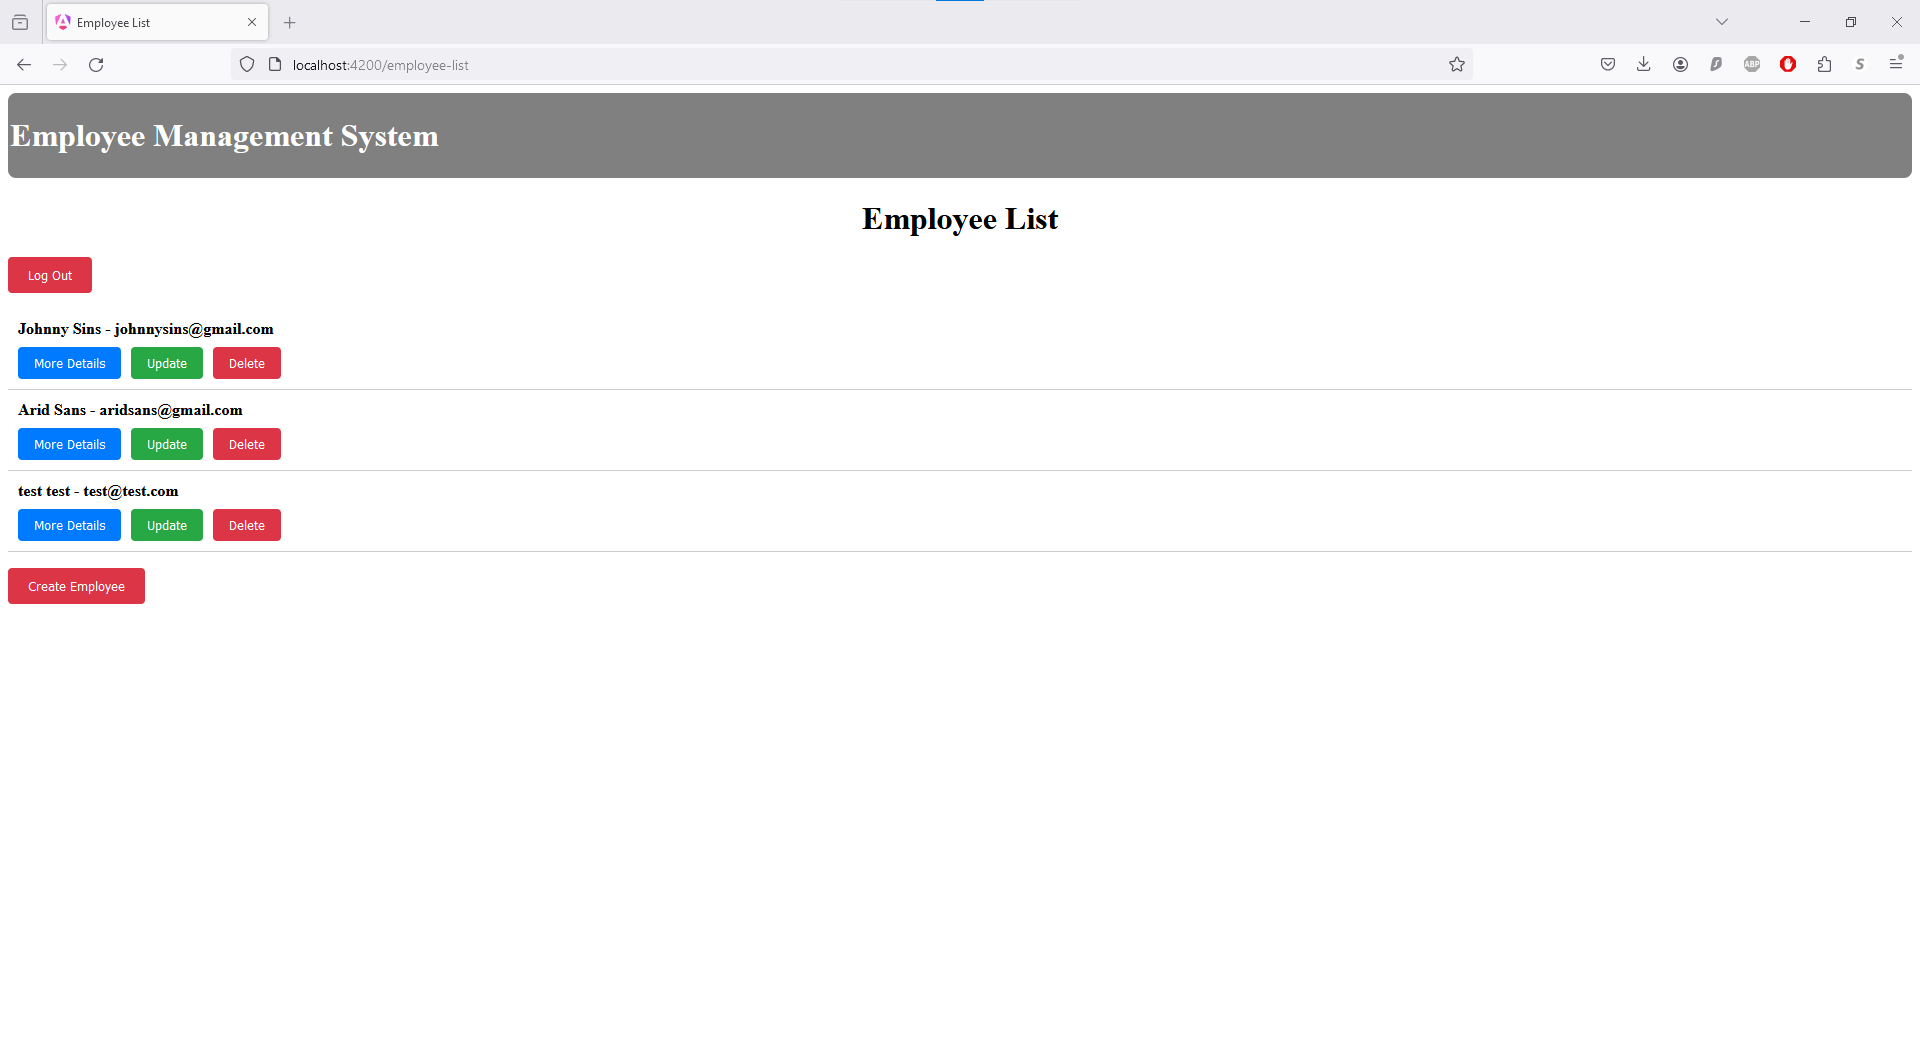 Employee List
localhost:4200/employee-list
ABP
S
Employee Management System
Employee List
Log Out
Johnny Sins - johnnysins@gmail.com
More Details Update Delete
Arid Sans - aridsans@gmail.com
More Details Update Delete
test test - test@test.com
More Details Update Delete
Create Employee